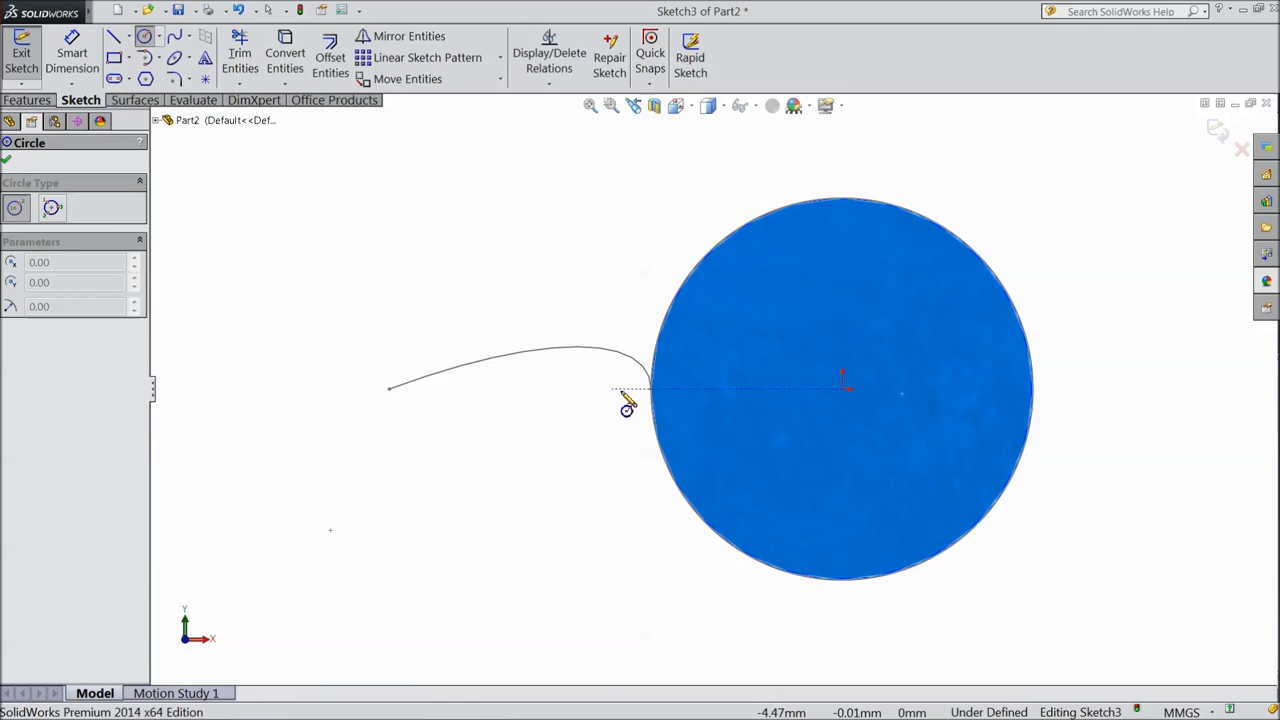 SOLIDWORKS
Sketch3 of Part2 *
Search SolidWorks Help
Exit Sketch
Smart Dimension
Trim Entities
Convert Entities
Offset Entities
Mirror Entities
Linear Sketch Pattern
Move Entities
Display/Delete Relations
Repair Sketch
Quick Snaps
Rapid Sketch
Features
Sketch
Surfaces
Evaluate
DimXpert
Office Products
Part2 (Default<<Def...
Circle
?
Circle Type
Parameters
0.00
0.00
0.00
Y
X
Model
Motion Study 1
SolidWorks Premium 2014 x64 Edition
-4.47mm
-0.01mm
0mm
Under Defined
Editing Sketch3
MMGS